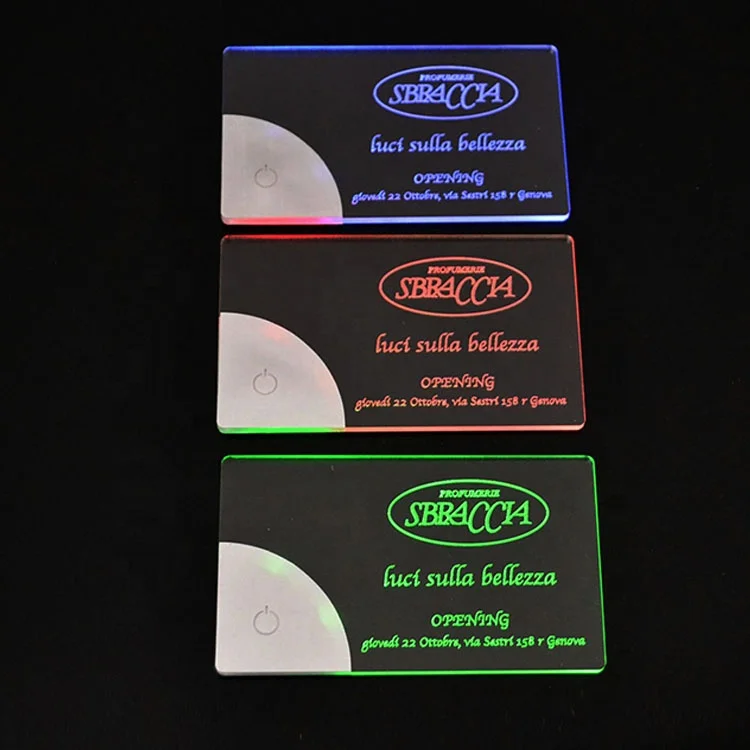 PROFUMERIE
SBRACCIA
luci sulla bellezza
OPENING
giovedì 22 Ottobre, via Sestri 158 r Genova
PROFUMERIE
SBRACCIA
luci sulla bellezza
OPENING
giovedì 22 Ottobre, via Sestri 158 r Genova
PROFUMERIE
SBRACCIA
luci sulla bellezza
OPENING
giovedì 22 Ottobre, via Sestri 158 r Genova